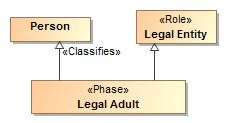 Person
«Role»
Legal Entity
«Classifies»
«Phase»
Legal Adult